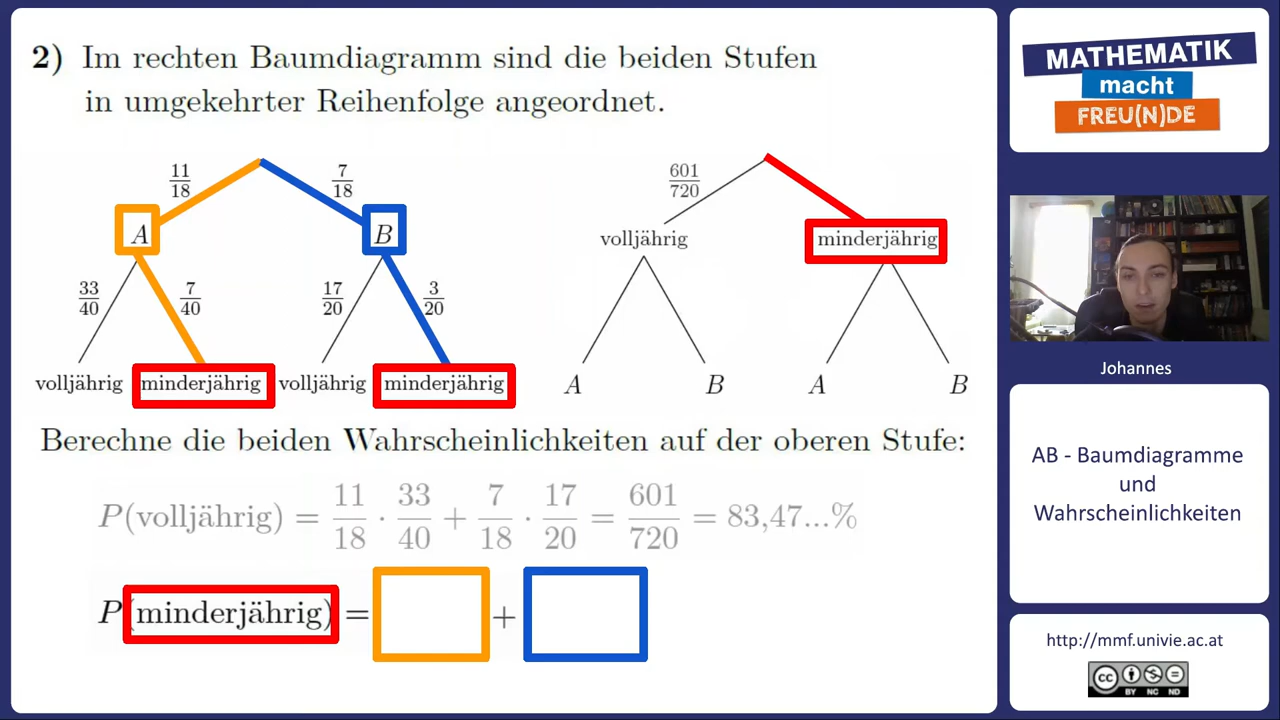 2) Im rechten Baumdiagramm sind die beiden Stufen
in umgekehrter Reihenfolge angeordnet.
11/18
7/18
A
B
33/40
7/40
17/20
3/20
volljährig
minderjährig
volljährig
minderjährig
601/720
volljährig
minderjährig
A
B
A
B
Berechne die beiden Wahrscheinlichkeiten auf der oberen Stufe:
P(volljährig) = 11/18 · 33/40 + 7/18 · 17/20 = 601/720 = 83,47...%
P(minderjährig) = +
MATHEMATIK
macht
FREU(N)DE
Johannes
AB - Baumdiagramme
und
Wahrscheinlichkeiten
http://mmf.univie.ac.at
cc
BY NC ND